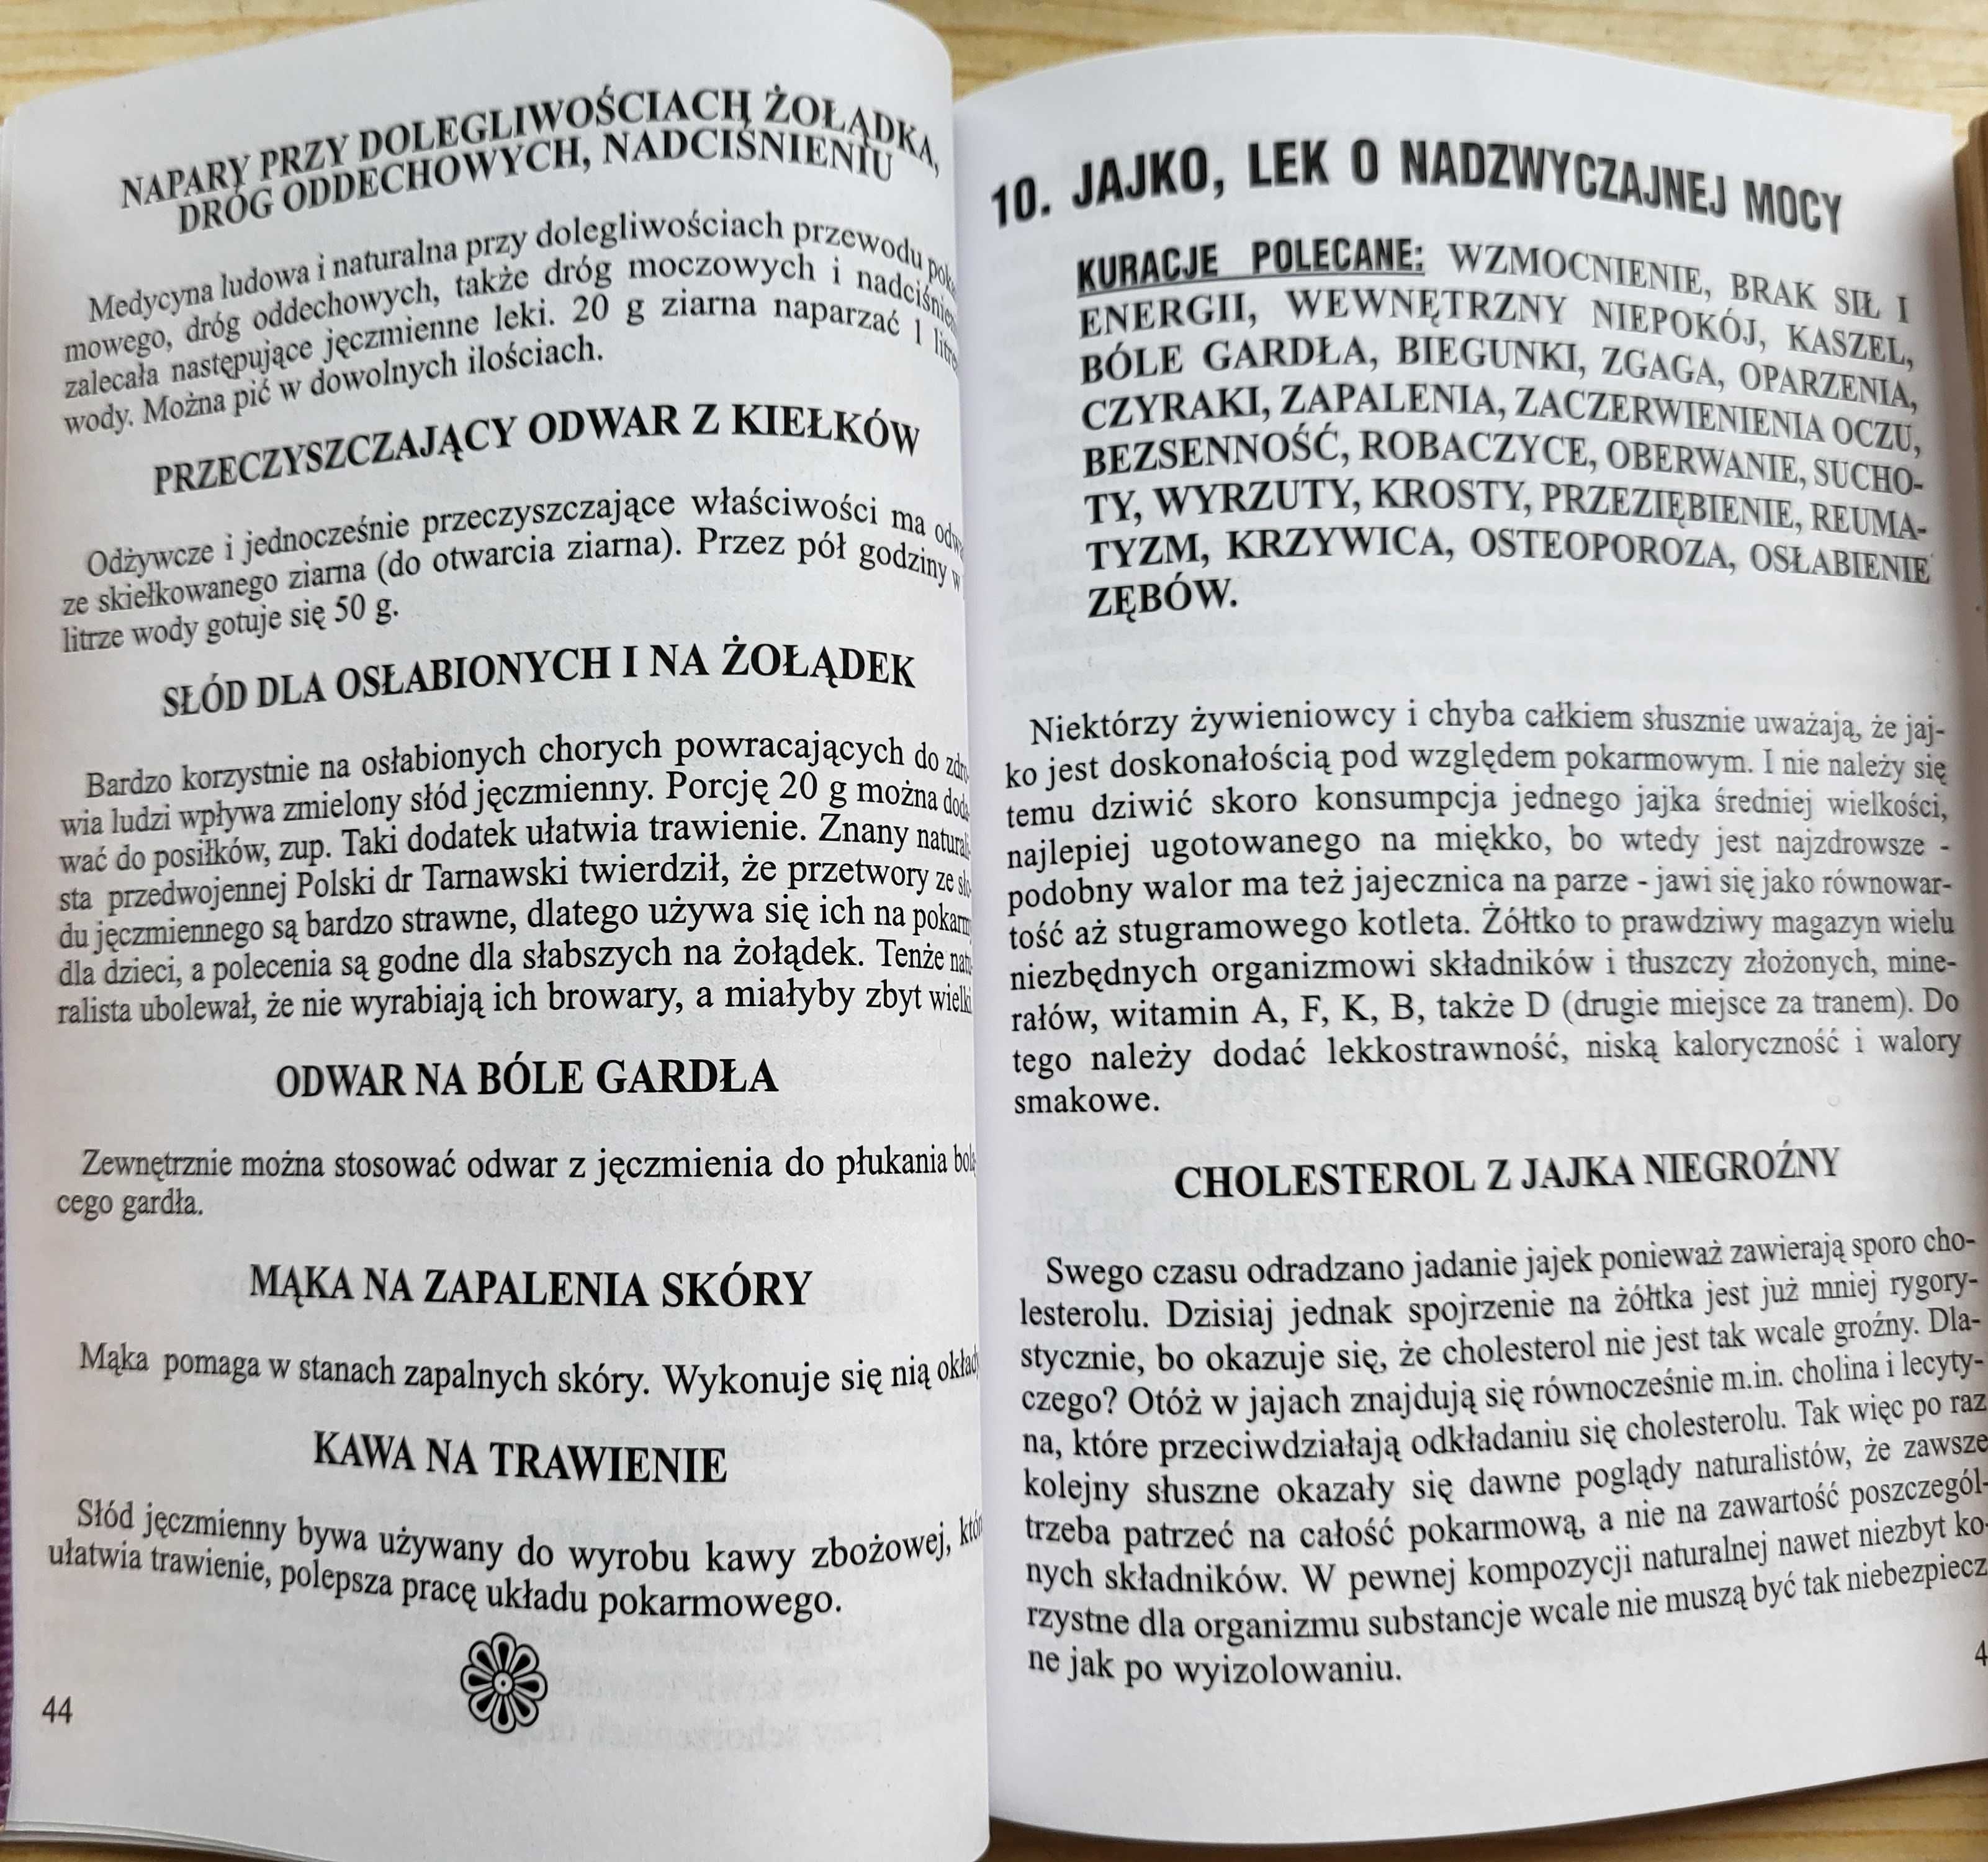 NAPARY PRZY DOLEGLIWOŚCIACH ŻOŁĄDKA,
DRÓG ODDECHOWYCH, NADCIŚNIENIU
Medycyna ludowa i naturalna przy dolegliwościach przewodu
mowego, dróg oddechowych, także dróg moczowych i
zalecała następujące jęczmienne leki. 20 g ziarna naparzać 1
wody. Można pić w dowolnych ilościach.
PRZECZYSZCZAJĄCY ODWAR Z KIEŁKÓW
Odżywcze i jednocześnie przeczyszczające właściwości ma
ze skiełkowanego ziarna (do otwarcia ziarna). Przez pół godziny w
litrze wody gotuje się 50 g.
SŁÓD DLA OSŁABIONYCH I NA ŻOŁĄDEK
Bardzo korzystnie na osłabionych chorych powracających do
wia ludzi wpływa zmielony słód jęczmienny. Porcję 20 g można
wać do posiłków, zup. Taki dodatek ułatwia trawienie. Znany
sta przedwojennej Polski dr Tarnawski twierdził, że przetwory ze
du jęczmiennego są bardzo strawne, dlatego używa się ich na
dla dzieci, a polecenia są godne dla słabszych na żołądek. Tenże
ralista ubolewał, że nie wyrabiają ich browary, a miałyby zbyt
ODWAR NA BÓLE GARDŁA
Zewnętrznie można stosować odwar z jęczmienia do płukania
cego gardła.
MĄKA NA ZAPALENIA SKÓRY
Mąka pomaga w stanach zapalnych skóry. Wykonuje się nią
KAWA NA TRAWIENIE
Słód jęczmienny bywa używany do wyrobu kawy zbożowej,
ułatwia trawienie, polepsza pracę układu pokarmowego.
44
10. JAJKO, LEK O NADZWYCZAJNEJ MOCY
KURACJE POLECANE: WZMOCNIENIE, BRAK SIŁ I
ENERGII, WEWNĘTRZNY NIEPOKÓJ, KASZEL,
BÓLE GARDŁA, BIEGUNKI, ZGAGA, OPARZENIA,
CZYRAKI, ZAPALENIA, ZACZERWIENIENIA OCZU,
BEZSENNOŚĆ, ROBACZYCE, OBERWANIE, SUCHO-
TY, WYRZUTY, KROSTY, PRZEZIĘBIENIE, REUMA-
TYZM, KRZYWICA, OSTEOPOROZA, OSŁABIENIE
ZĘBÓW.
Niektórzy żywieniowcy i chyba całkiem słusznie uważają, że jaj-
ko jest doskonałością pod względem pokarmowym. I nie należy się
temu dziwić skoro konsumpcja jednego jajka średniej wielkości,
najlepiej ugotowanego na miękko, bo wtedy jest najzdrowsze -
podobny walor ma też jajecznica na parze - jawi się jako równowar-
tość aż stugramowego kotleta. Żółtko to prawdziwy magazyn wielu
niezbędnych organizmowi składników i tłuszczy złożonych, mine-
rałów, witamin A, F, K, B, także D (drugie miejsce za tranem). Do
tego należy dodać lekkostrawność, niską kaloryczność i walory
smakowe.
CHOLESTEROL Z JAJKA NIEGROŹNY
Swego czasu odradzano jadanie jajek ponieważ zawierają sporo cho-
lesterolu. Dzisiaj jednak spojrzenie na żółtka jest już mniej rygory-
stycznie, bo okazuje się, że cholesterol nie jest tak wcale groźny. Dla-
czego? Otóż w jajach znajdują się równocześnie m.in. cholina i lecyty-
na, które przeciwdziałają odkładaniu się cholesterolu. Tak więc po raz
kolejny słuszne okazały się dawne poglądy naturalistów, że zawsze
trzeba patrzeć na całość pokarmową, a nie na zawartość poszczegól-
nych składników. W pewnej kompozycji naturalnej nawet niezbyt ko-
rzystne dla organizmu substancje wcale nie muszą być tak niebezpiecz
ne jak po wyizolowaniu.
4